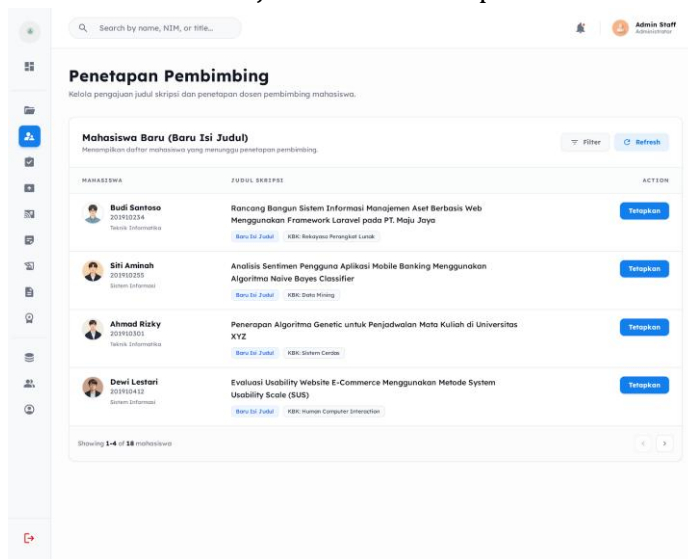 Search by name, NIM, or title...
Admin Staff
Administrator
Penetapan Pembimbing
Kelola pengajuan judul skripsi dan penetapan dosen pembimbing mahasiswa.
Mahasiswa Baru (Baru Isi Judul)
Menampilkan daftar mahasiswa yang menunggu penetapan pembimbing.
Filter
Refresh
MAHASISWA
JUDUL SKRIPSI
ACTION
Budi Santoso
201910234
Teknik Informatika
Rancang Bangun Sistem Informasi Manajemen Aset Berbasis Web
Menggunakan Framework Laravel pada PT. Maju Jaya
Baru Isi Judul
KBK: Rekayasa Perangkat Lunak
Tetapkan
Siti Aminah
201910255
Sistem Informasi
Analisis Sentimen Pengguna Aplikasi Mobile Banking Menggunakan
Algoritma Naive Bayes Classifier
Baru Isi Judul
KBK: Data Mining
Tetapkan
Ahmad Rizky
201910301
Teknik Informatika
Penerapan Algoritma Genetic untuk Penjadwalan Mata Kuliah di Universitas
XYZ
Baru Isi Judul
KBK: Sistem Cerdas
Tetapkan
Dewi Lestari
201910412
Sistem Informasi
Evaluasi Usability Website E-Commerce Menggunakan Metode System
Usability Scale (SUS)
Baru Isi Judul
KBK: Human Computer Interaction
Tetapkan
Showing 1-4 of 18 mahasiswa